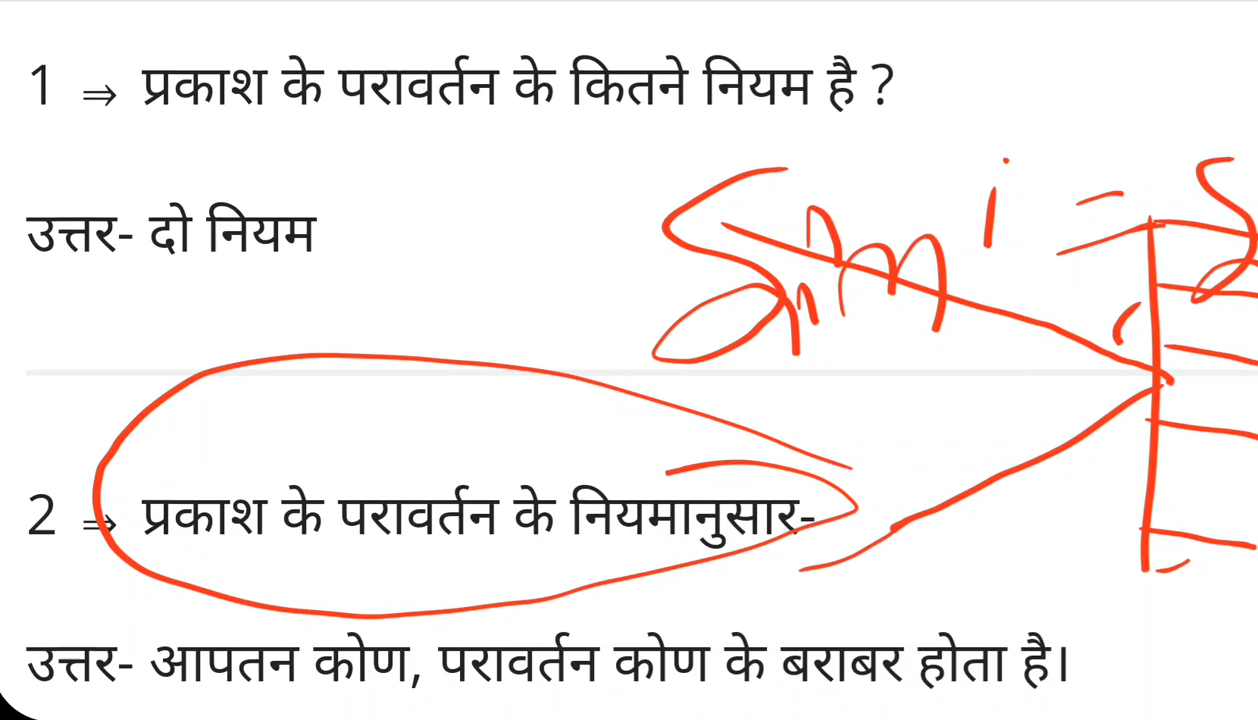 1 ⇒ प्रकाश के परावर्तन के कितने नियम है ?
उत्तर- दो नियम
2 ⇒ प्रकाश के परावर्तन के नियमानुसार-
उत्तर- आपतन कोण, परावर्तन कोण के बराबर होता है।